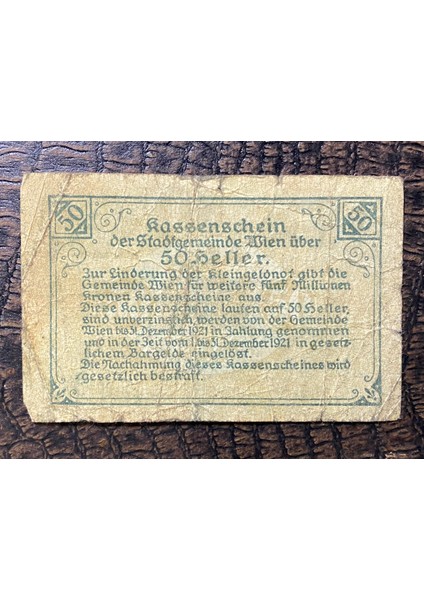 50 50
Kassenschein
der Stadtgemeinde Wien über
50 Heller.
Zur Linderung der Kleingeldnot gibt die
Gemeinde Wien für weitere fünf Millionen
Kronen Kassenscheine aus.
Diese Kassenscheine lauten auf 50 Heller,
sind unverzinslich, werden von der Gemeinde
Wien bis 31. Dezember 1921 in Zahlung genommen
und in der Zeit vom 1. bis 31. Dezember 1921 in gesetz-
lichem Bargelde eingelöst.
Die Nachahmung dieses Kassenscheines wird
gesetzlich bestraft.